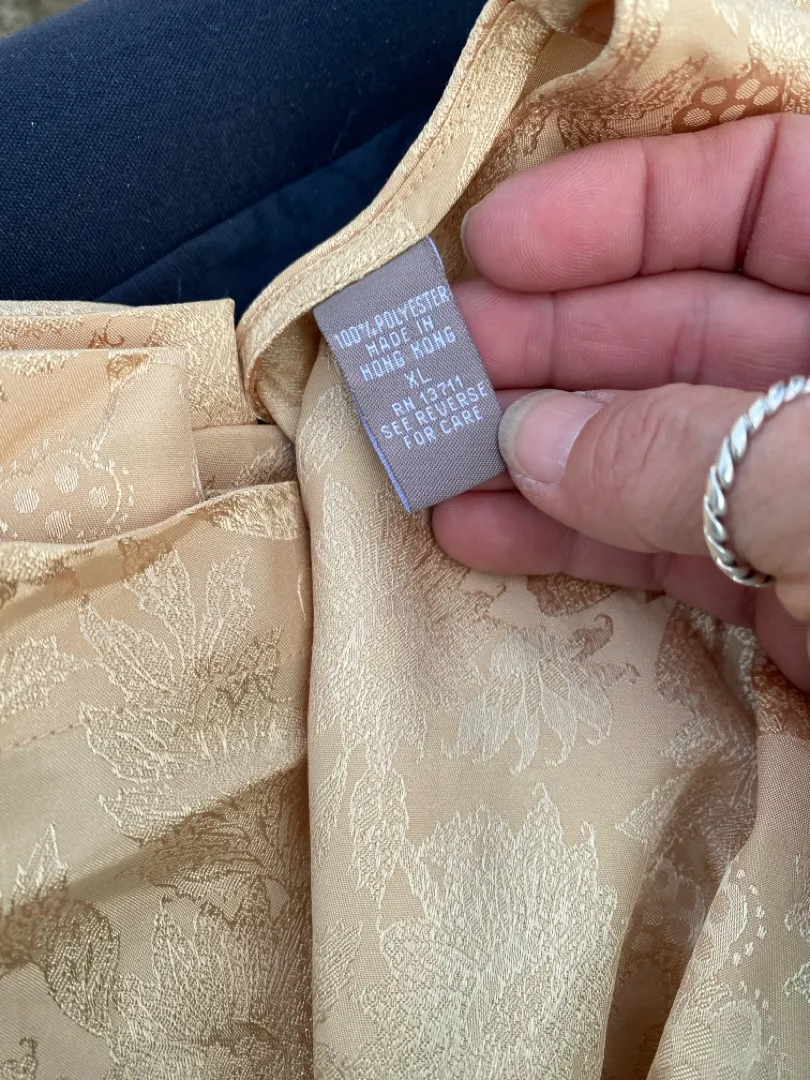 100% POLYESTER
MADE IN
HONG KONG
XL
RN 13711
SEE REVERSE
FOR CARE